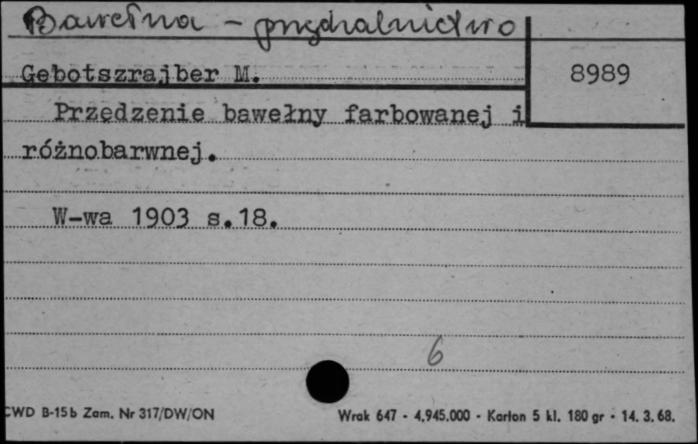 Bawełna - przędzalnictwo
Gebotszrajber M.
8989
Przędzenie bawełny farbowanej i
różnobarwnej.
W-wa 1903 s.18.
6
CWD B-15b Zam. Nr 317/DW/ON
Wrak 647 - 4,945.000 - Karton 5 kl. 180 gr - 14. 3. 68.